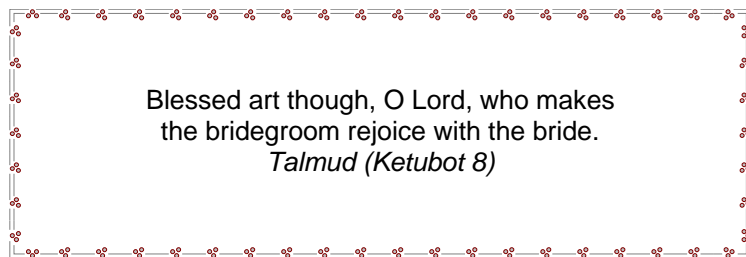 Blessed art though, O Lord, who makes
the bridegroom rejoice with the bride.
Talmud (Ketubot 8)